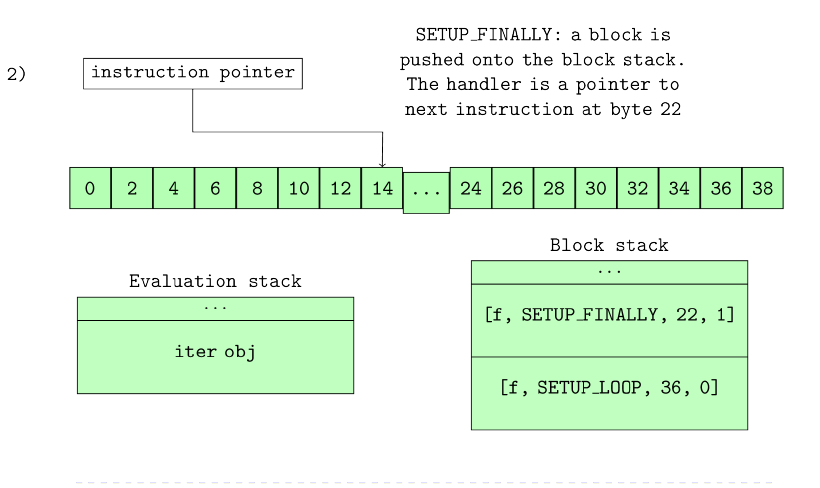 SETUP_FINALLY: a block is
pushed onto the block stack.
The handler is a pointer to
next instruction at byte 22
2)
instruction pointer
0 2 4 6 8 10 12 14 ... 24 26 28 30 32 34 36 38
Block stack
...
[f, SETUP_FINALLY, 22, 1]
[f, SETUP_LOOP, 36, 0]
Evaluation stack
...
iter obj